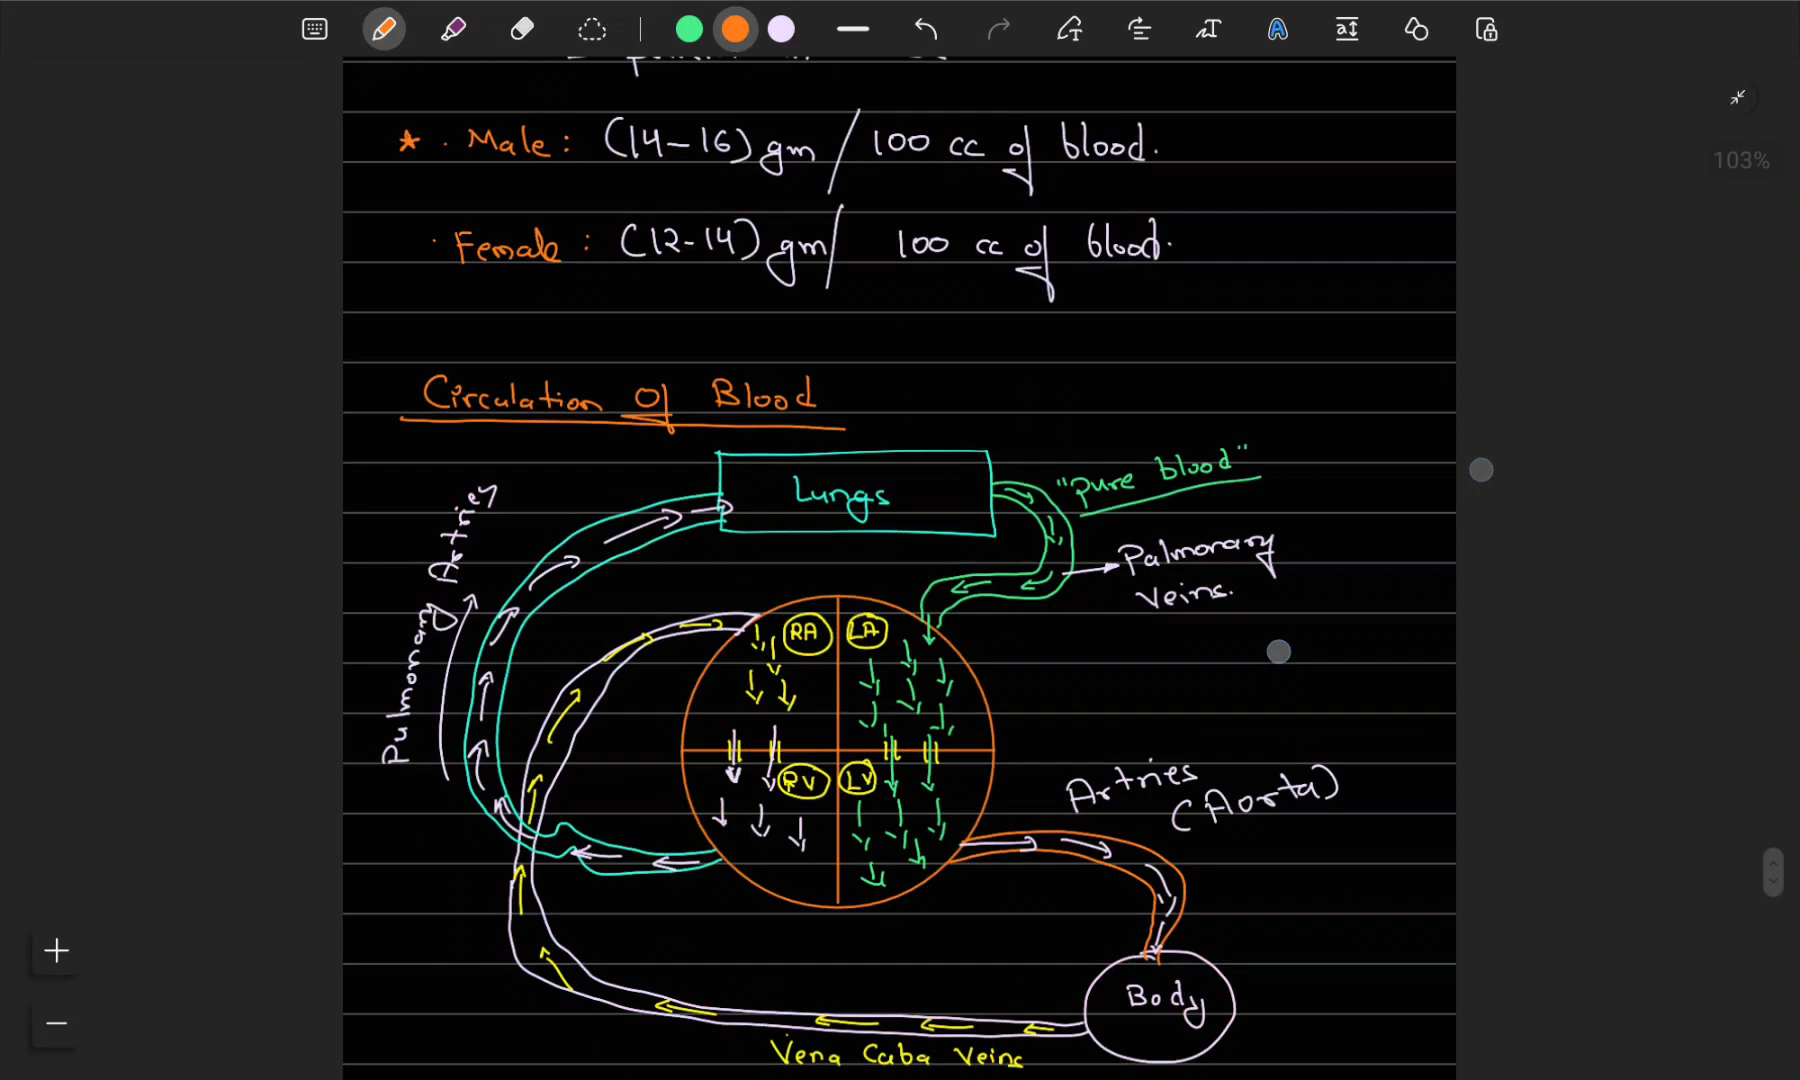 103%
★ · Male : (14-16) gm / 100 cc of blood.
· Female : (12-14) gm / 100 cc of blood.
Circulation Of Blood
Lungs
"pure blood"
Palmonary
Veins.
Pulmonary
RA
LA
RV
LV
Artries
(Aorta)
Body
Vena Caba Veins